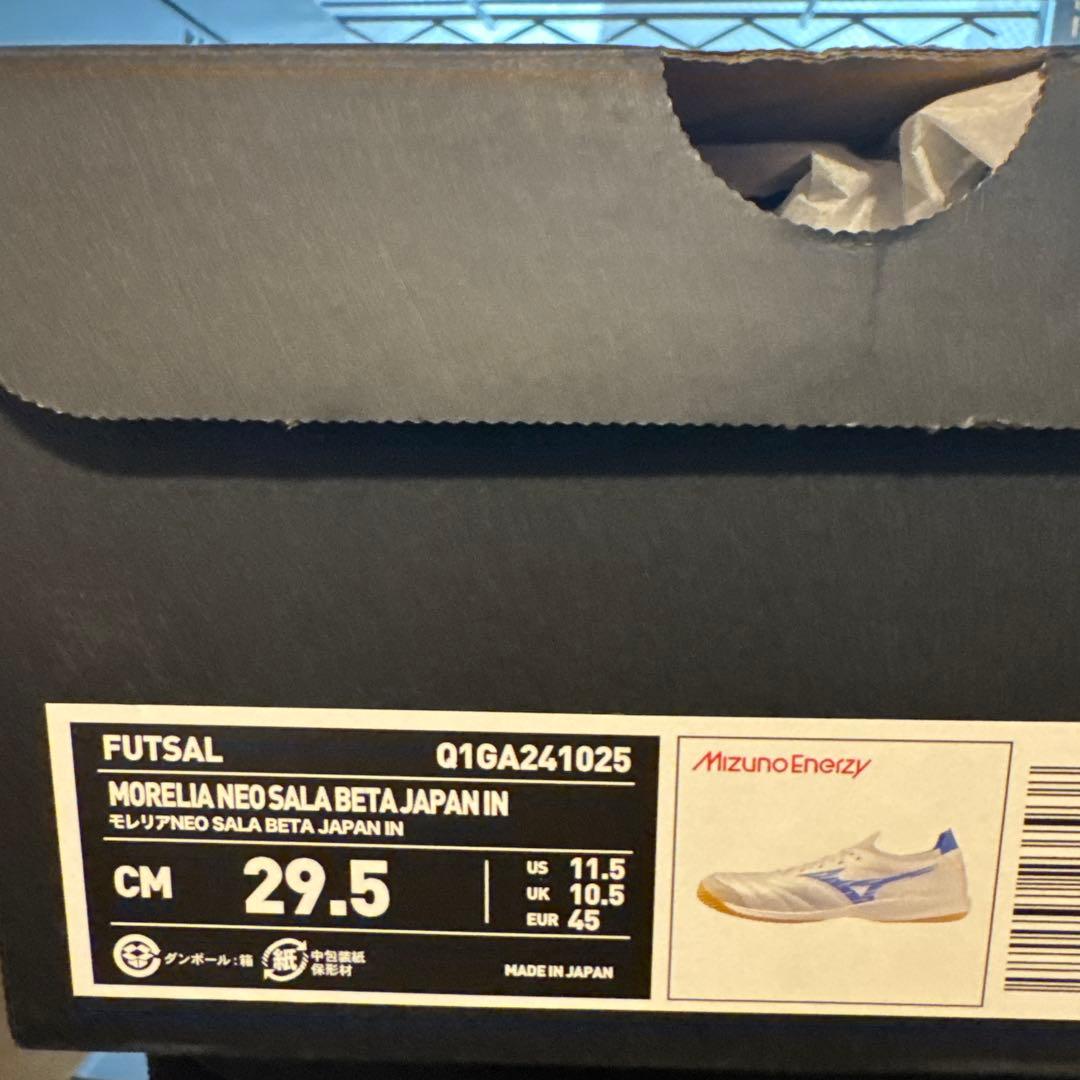 FUTSAL Q1GA241025
MORELIA NEO SALA BETA JAPAN IN
モレリアNEO SALA BETA JAPAN IN
CM 29.5
US 11.5
UK 10.5
EUR 45
ダンボール:箱
紙
中包装紙
保形材
MADE IN JAPAN
Mizuno Enerzy